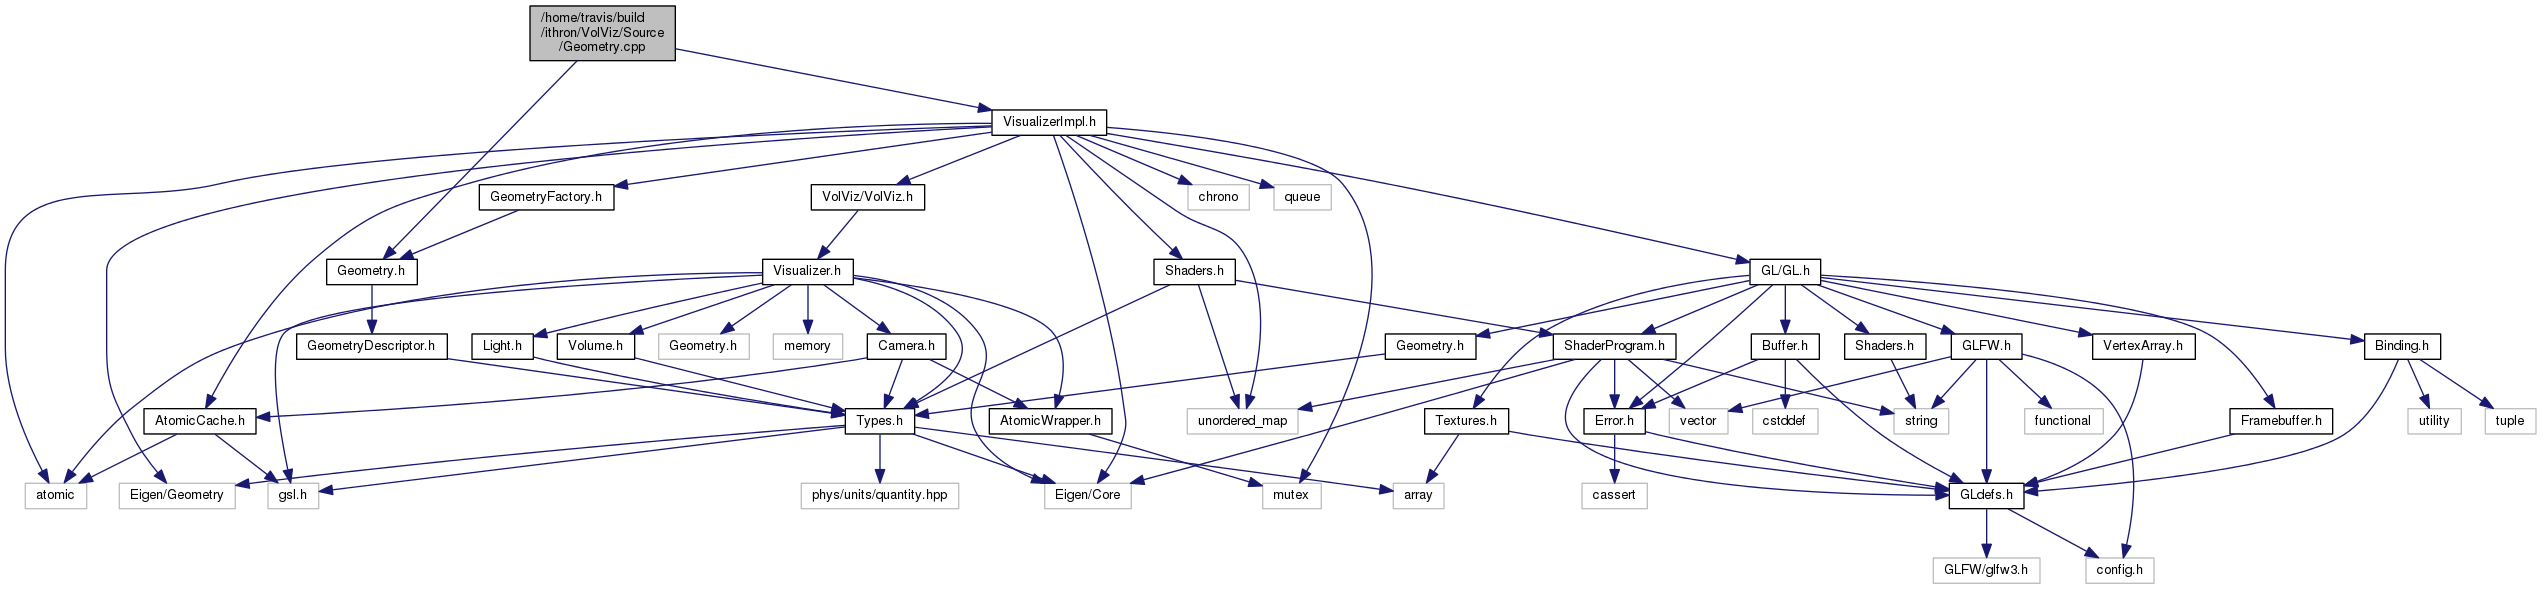 /home/travis/build
/ithron/VolViz/Source
/Geometry.cpp
VisualizerImpl.h
GeometryFactory.h
VolViz/VolViz.h
chrono
queue
Geometry.h
Visualizer.h
Shaders.h
GL/GL.h
GeometryDescriptor.h
Light.h
Volume.h
Geometry.h
memory
Camera.h
Geometry.h
ShaderProgram.h
Buffer.h
Shaders.h
GLFW.h
VertexArray.h
Binding.h
AtomicCache.h
Types.h
AtomicWrapper.h
unordered_map
Textures.h
Error.h
vector
cstddef
string
functional
Framebuffer.h
utility
tuple
atomic
Eigen/Geometry
gsl.h
phys/units/quantity.hpp
Eigen/Core
mutex
array
cassert
GLdefs.h
GLFW/glfw3.h
config.h